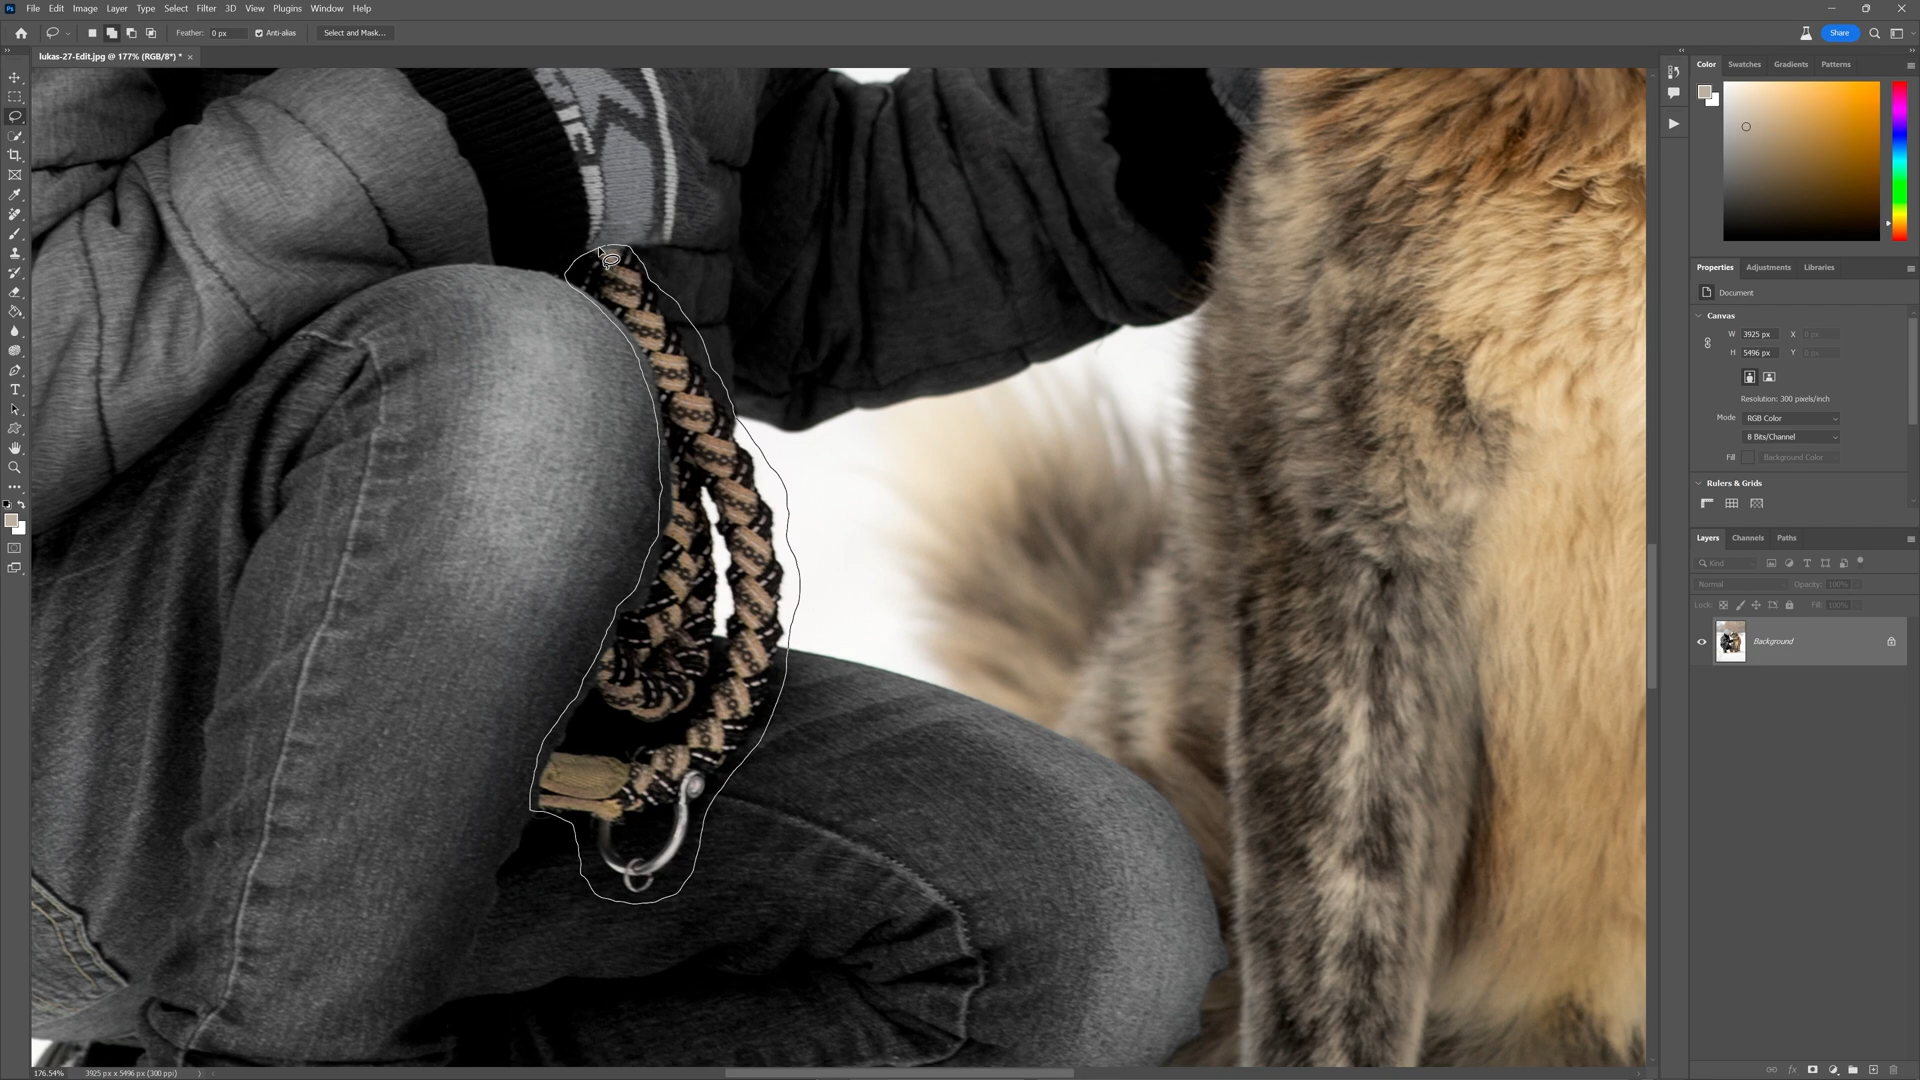 File Edit Image Layer Type Select Filter 3D View Plugins Window Help
Feather: 0 px Anti-alias Select and Mask... Share
lukas-27-Edit.jpg @ 177% (RGB/8*) * ×
Color Swatches Gradients Patterns
Properties Adjustments Libraries
Document
Canvas
W 3925 px X 0 px
H 5496 px Y 0 px
Resolution: 300 pixels/inch
Mode RGB Color
8 Bits/Channel
Fill Background Color
Rulers & Grids
Layers Channels Paths
Kind
Normal Opacity: 100%
Lock: Fill: 100%
Background
176.54% 3925 px x 5496 px (300 ppi)